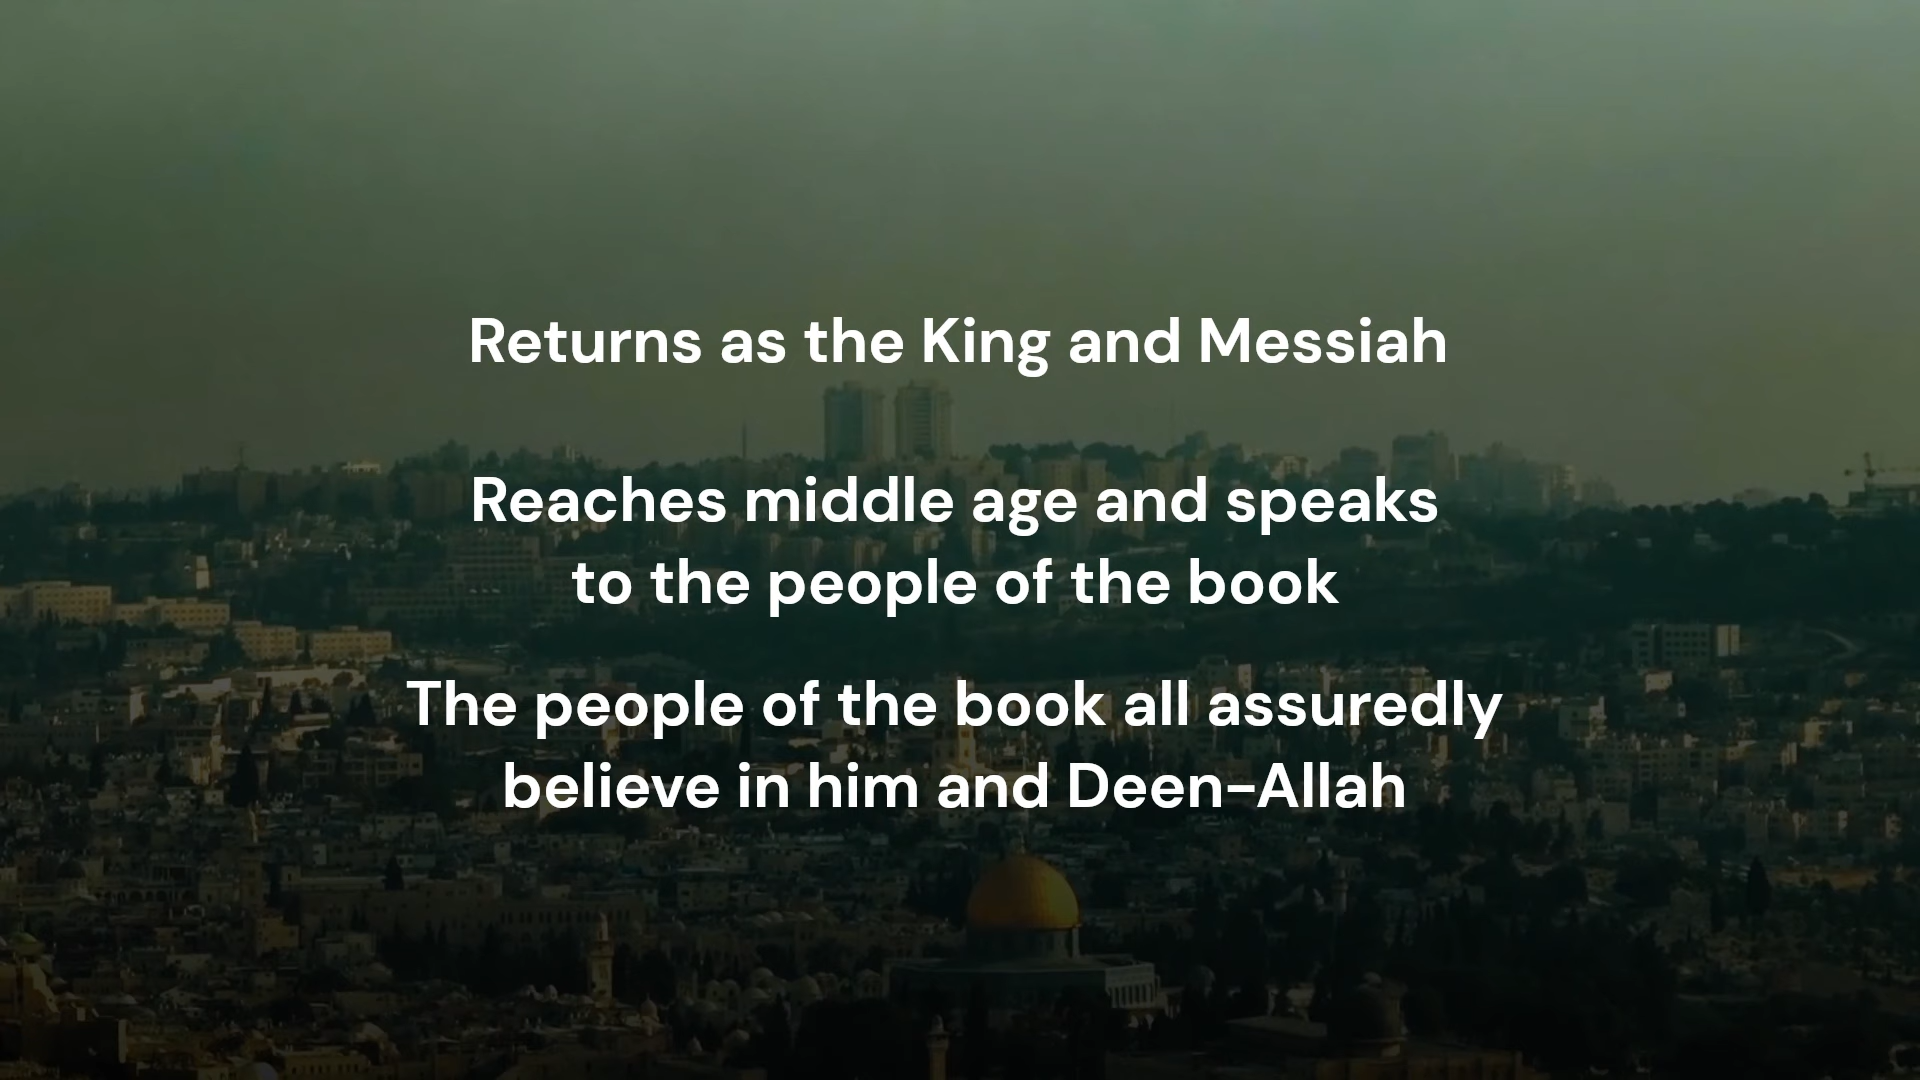 Returns as the King and Messiah
Reaches middle age and speaks
to the people of the book
The people of the book all assuredly
believe in him and Deen-Allah